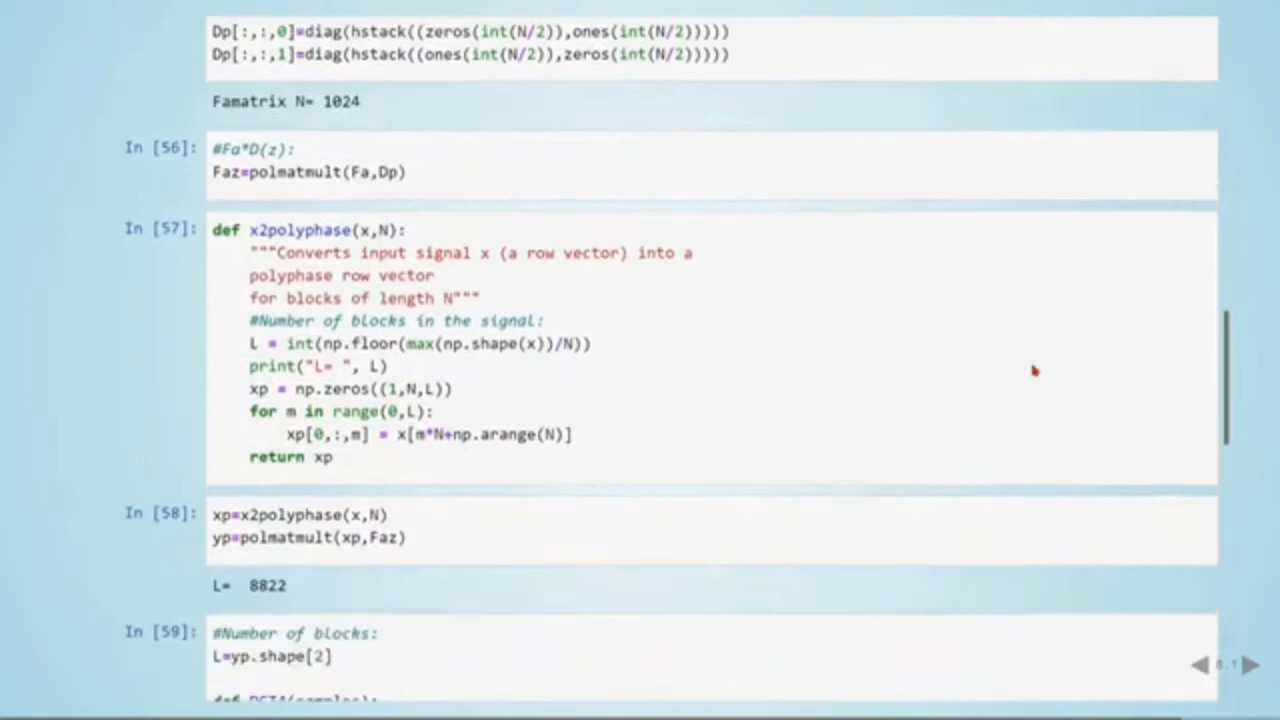 Dp[:,:,0]=diag(hstack((zeros(int(N/2)),ones(int(N/2)))))
Dp[:,:,1]=diag(hstack((ones(int(N/2)),zeros(int(N/2)))))
Famatrix N= 1024
In [56]: #Fa*D(z):
Faz=polmatmult(Fa,Dp)
In [57]: def x2polyphase(x,N):
"""Converts input signal x (a row vector) into a
polyphase row vector
for blocks of length N"""
#Number of blocks in the signal:
L = int(np.floor(max(np.shape(x))/N))
print("L= ", L)
xp = np.zeros((1,N,L))
for m in range(0,L):
xp[0,:,m] = x[m*N+np.arange(N)]
return xp
In [58]: xp=x2polyphase(x,N)
yp=polmatmult(xp,Faz)
L= 8822
In [59]: #Number of blocks:
L=yp.shape[2]
def DCT4(samples):